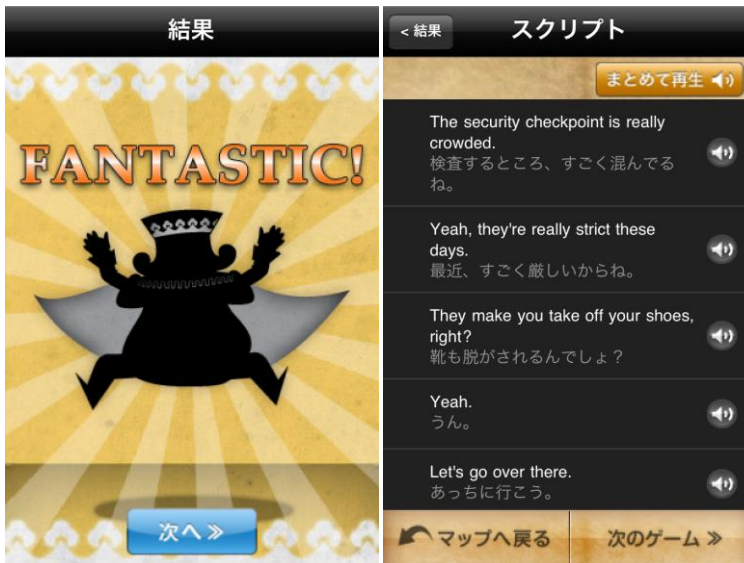 結果
FANTASTIC!
次へ≫
<結果
スクリプト
まとめて再生
The security checkpoint is really
crowded.
検査するところ、すごく混んでる
ね。
Yeah, they're really strict these
days.
最近、すごく厳しいからね。
They make you take off your shoes,
right?
靴も脱がされるんでしょ？
Yeah.
うん。
Let's go over there.
あっちに行こう。
マップへ戻る
次のゲーム≫